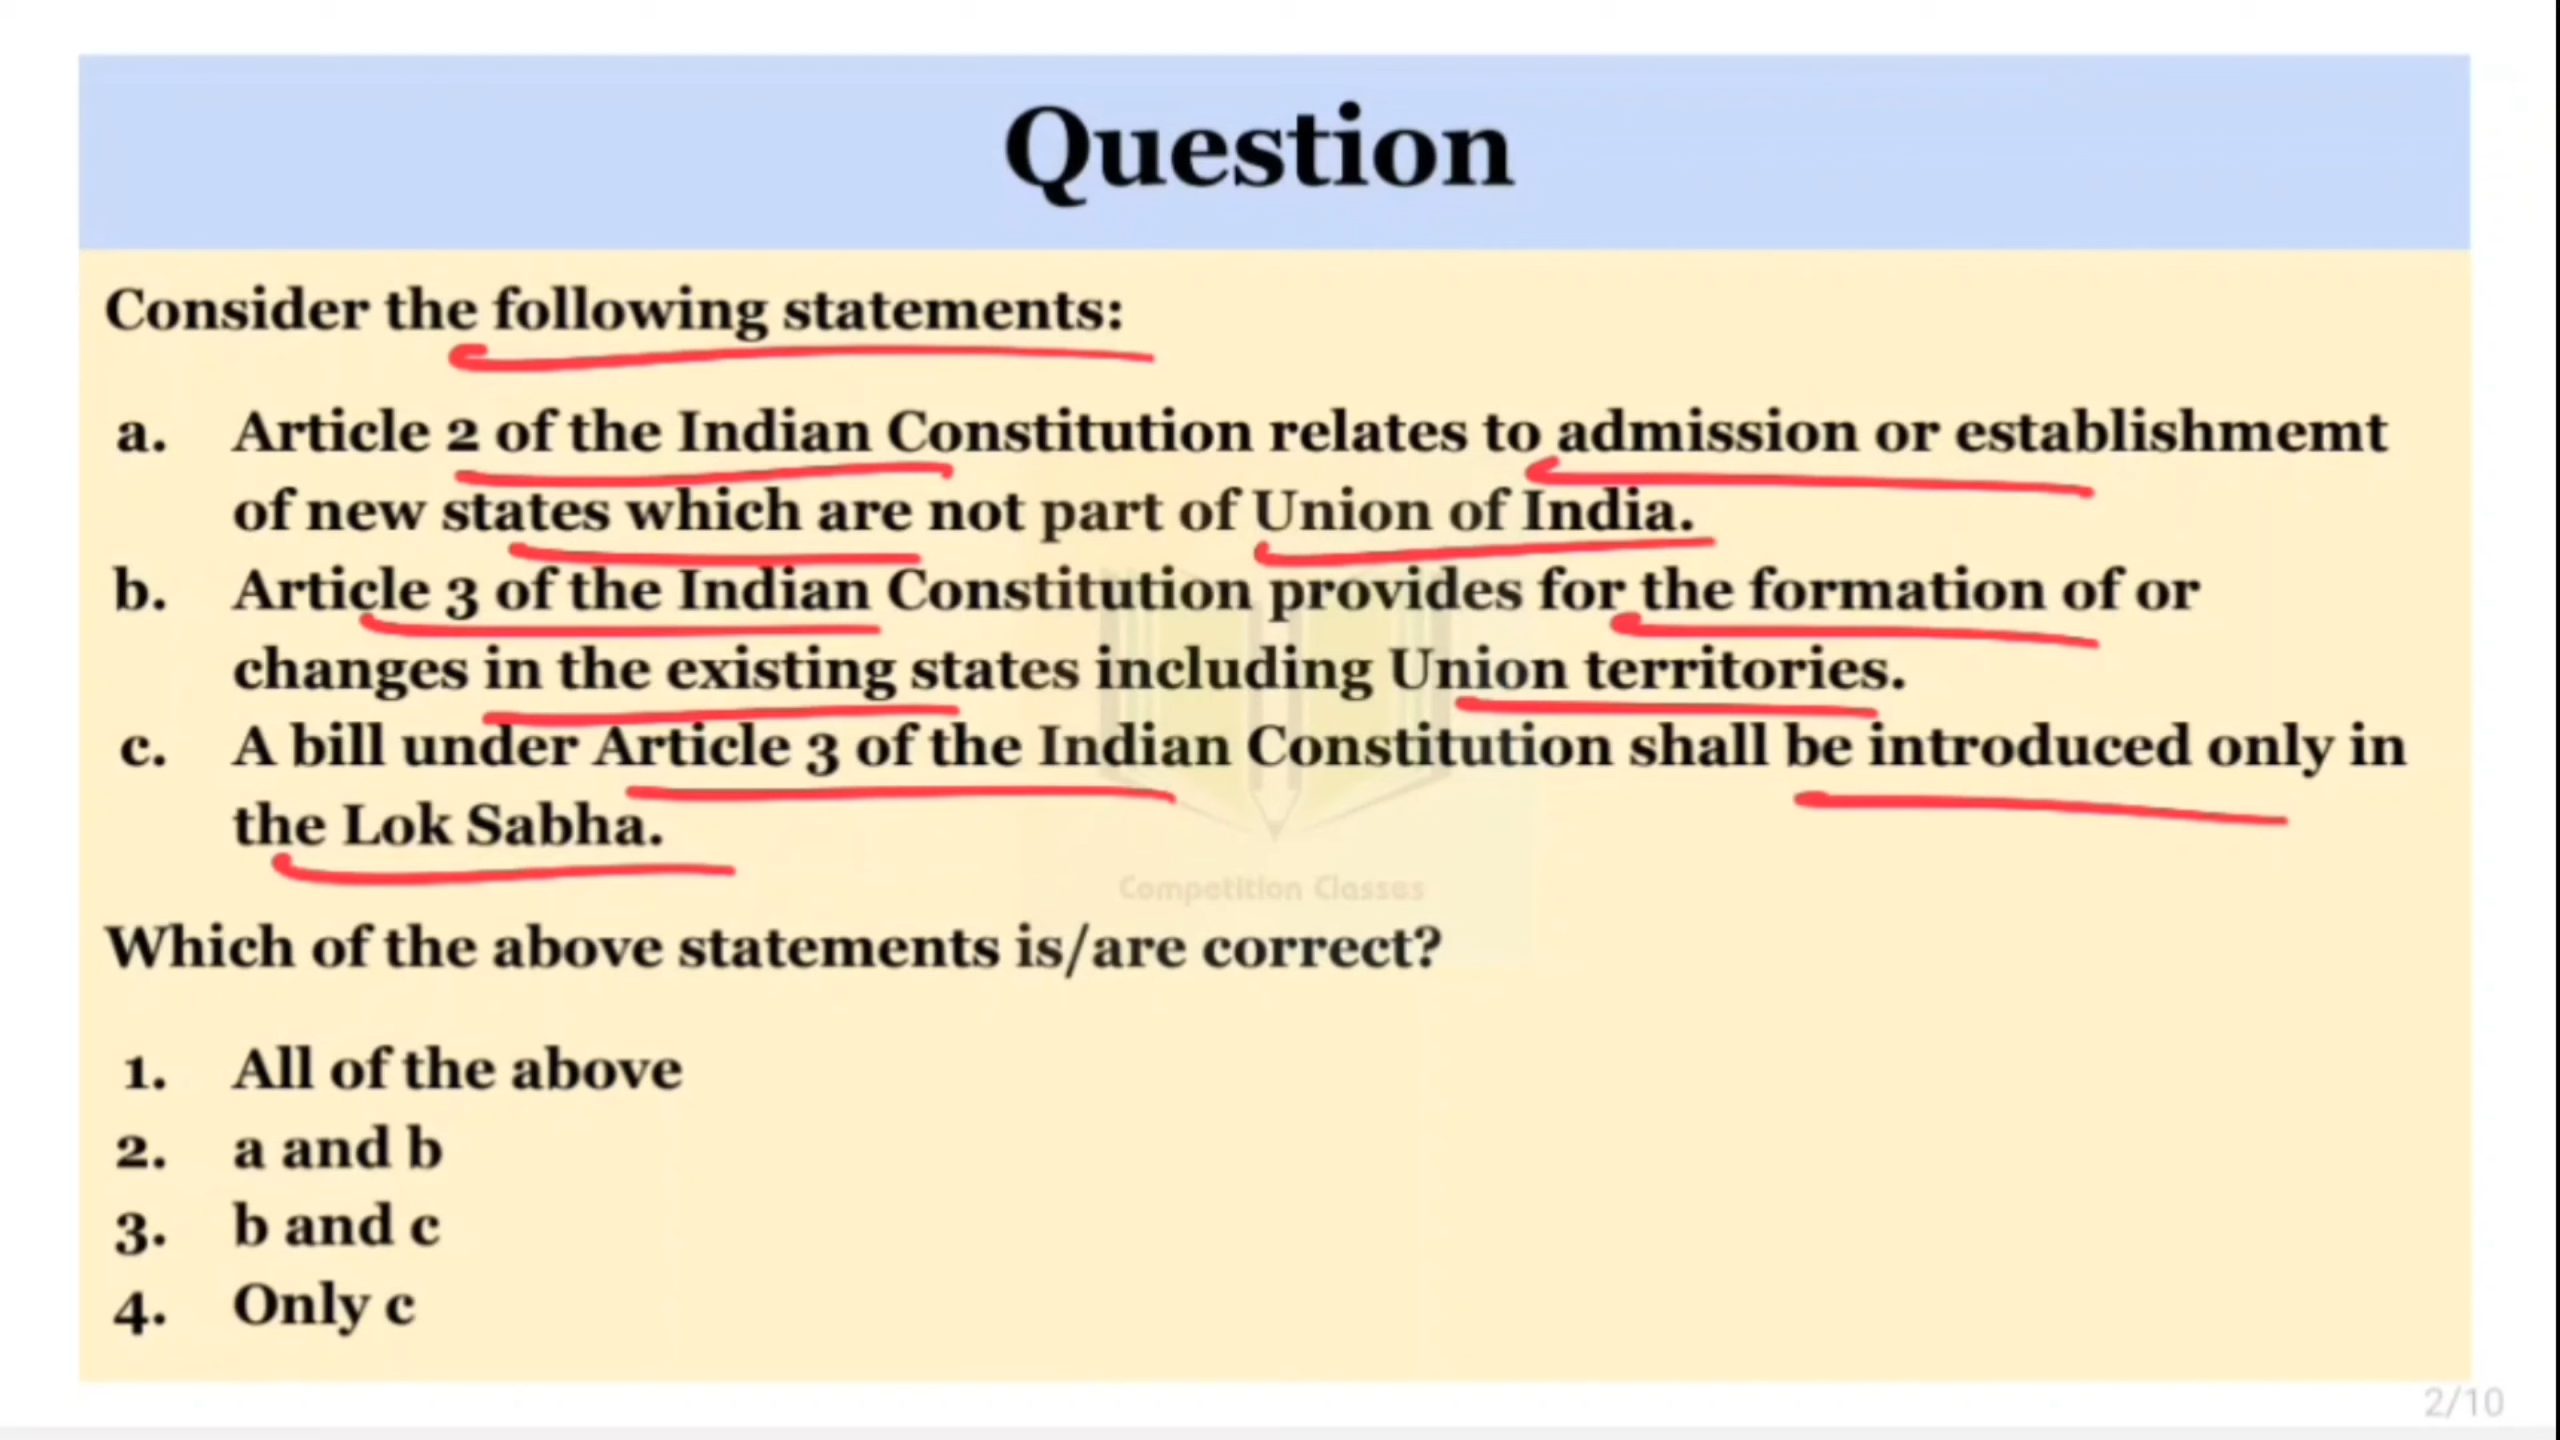 Question
Consider the following statements:
a. Article 2 of the Indian Constitution relates to admission or establishmemt
of new states which are not part of Union of India.
b. Article 3 of the Indian Constitution provides for the formation of or
changes in the existing states including Union territories.
c. A bill under Article 3 of the Indian Constitution shall be introduced only in
the Lok Sabha.
Competition Classes
Which of the above statements is/are correct?
1. All of the above
2. a and b
3. b and c
4. Only c
2/10